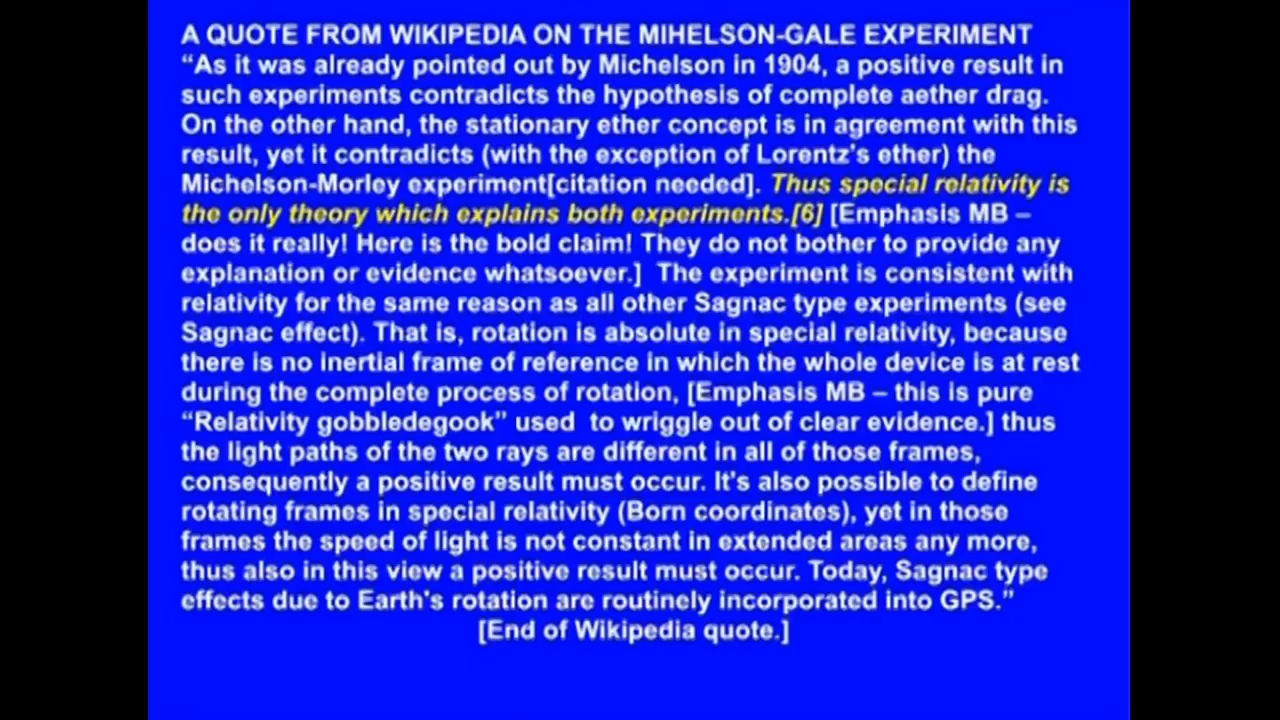 A QUOTE FROM WIKIPEDIA ON THE MIHELSON-GALE EXPERIMENT
“As it was already pointed out by Michelson in 1904, a positive result in
such experiments contradicts the hypothesis of complete aether drag.
On the other hand, the stationary ether concept is in agreement with this
result, yet it contradicts (with the exception of Lorentz's ether) the
Michelson-Morley experiment[citation needed]. Thus special relativity is
the only theory which explains both experiments.[6] [Emphasis MB –
does it really! Here is the bold claim! They do not bother to provide any
explanation or evidence whatsoever.]  The experiment is consistent with
relativity for the same reason as all other Sagnac type experiments (see
Sagnac effect). That is, rotation is absolute in special relativity, because
there is no inertial frame of reference in which the whole device is at rest
during the complete process of rotation, [Emphasis MB – this is pure
“Relativity gobbledegook” used  to wriggle out of clear evidence.] thus
the light paths of the two rays are different in all of those frames,
consequently a positive result must occur. It's also possible to define
rotating frames in special relativity (Born coordinates), yet in those
frames the speed of light is not constant in extended areas any more,
thus also in this view a positive result must occur. Today, Sagnac type
effects due to Earth's rotation are routinely incorporated into GPS.”
[End of Wikipedia quote.]